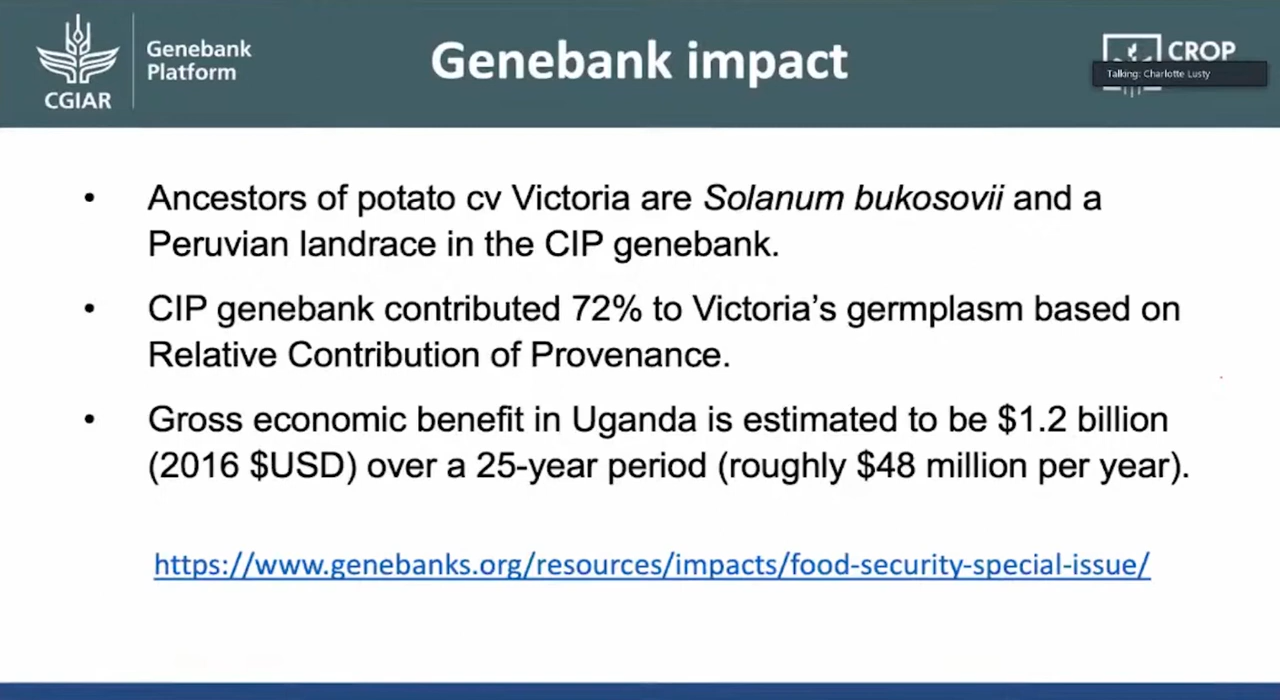 CGIAR
Genebank
Platform
Genebank impact
CROP
Talking: Charlotte Lusty
• Ancestors of potato cv Victoria are Solanum bukosovii and a
Peruvian landrace in the CIP genebank.
• CIP genebank contributed 72% to Victoria’s germplasm based on
Relative Contribution of Provenance.
• Gross economic benefit in Uganda is estimated to be $1.2 billion
(2016 $USD) over a 25-year period (roughly $48 million per year).
https://www.genebanks.org/resources/impacts/food-security-special-issue/